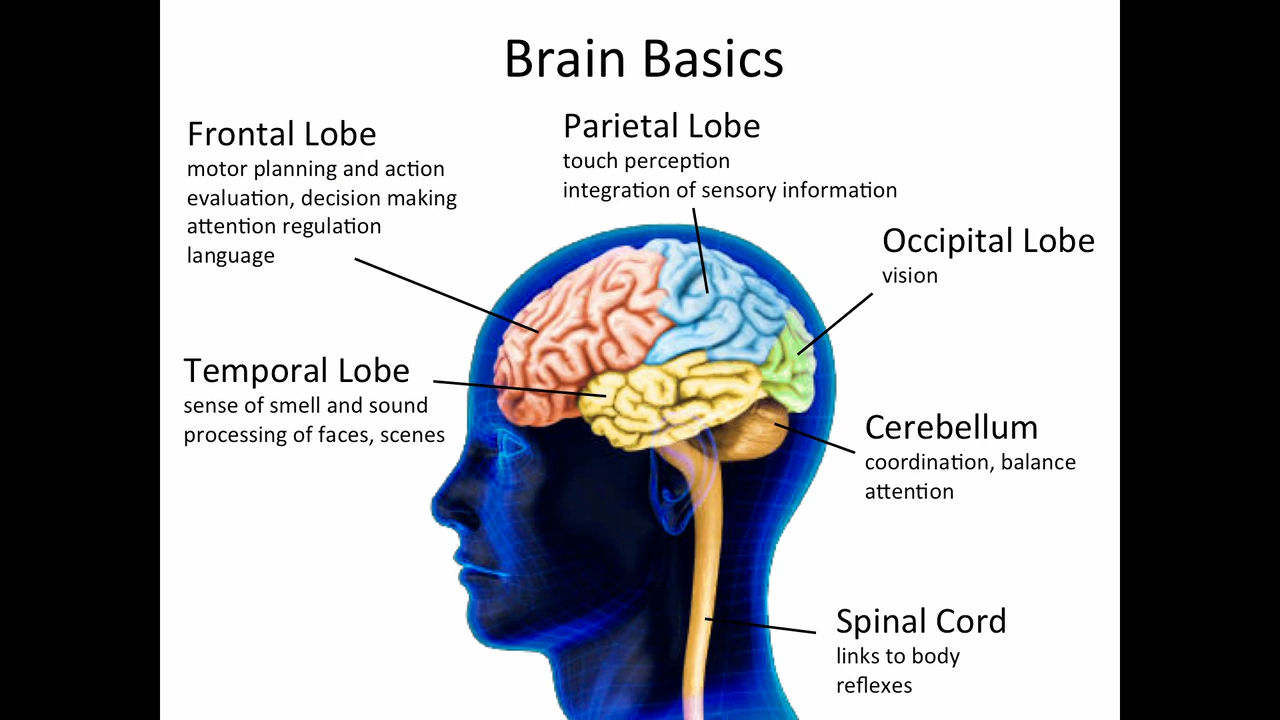 Brain Basics
Frontal Lobe
motor planning and action
evaluation, decision making
attention regulation
language
Parietal Lobe
touch perception
integration of sensory information
Occipital Lobe
vision
Temporal Lobe
sense of smell and sound
processing of faces, scenes
Cerebellum
coordination, balance
attention
Spinal Cord
links to body
reflexes